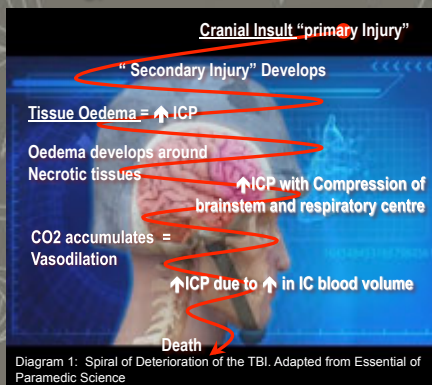 Cranial Insult “primary Injury”
“ Secondary Injury” Develops
Tissue Oedema = ↑ ICP
Oedema develops around
Necrotic tissues
↑ICP with Compression of
brainstem and respiratory centre
CO2 accumulates =
Vasodilation
↑ICP due to ↑ in IC blood volume
Death
Diagram 1: Spiral of Deterioration of the TBI. Adapted from Essential of
Paramedic Science